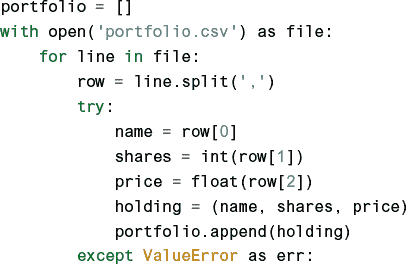 portfolio = []
with open('portfolio.csv') as file:
    for line in file:
        row = line.split(',')
        try:
            name = row[0]
            shares = int(row[1])
            price = float(row[2])
            holding = (name, shares, price)
            portfolio.append(holding)
        except ValueError as err: